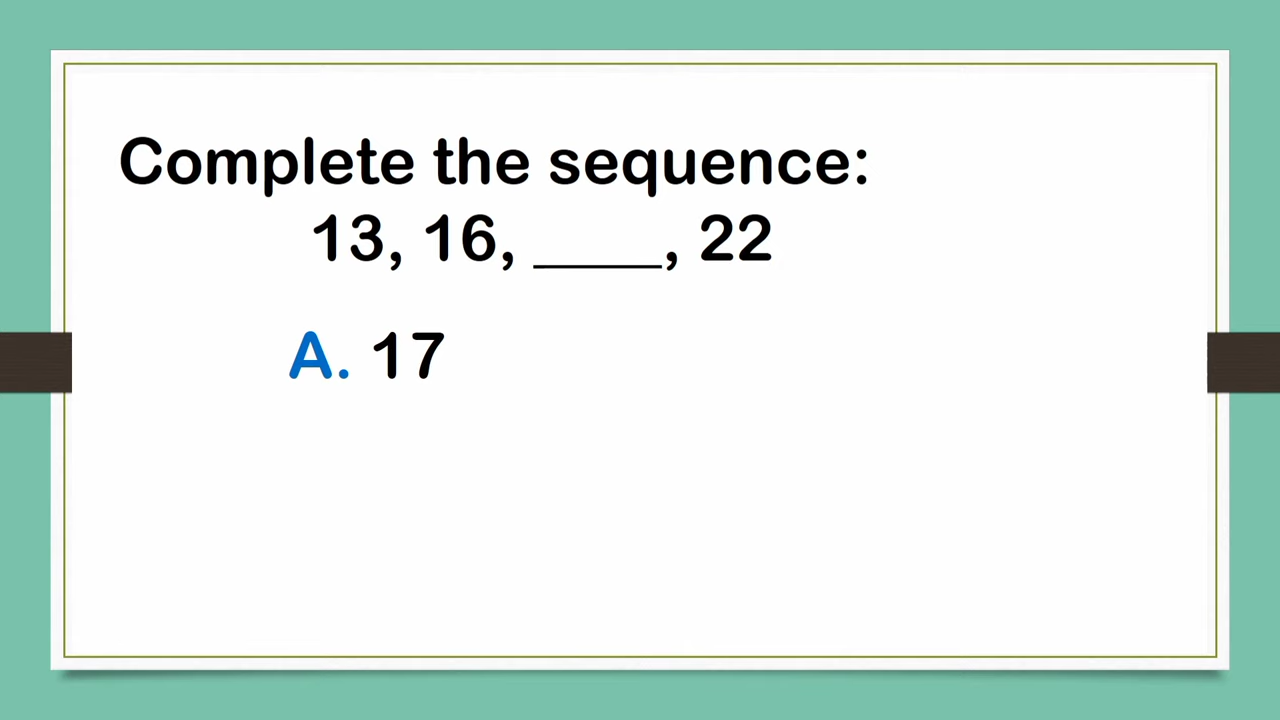 Complete the sequence:
13, 16, ____, 22
A. 17